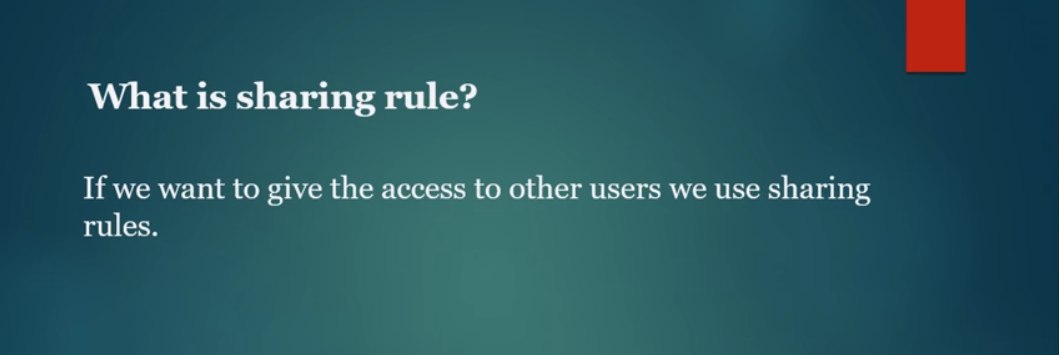 What is sharing rule?
If we want to give the access to other users we use sharing
rules.